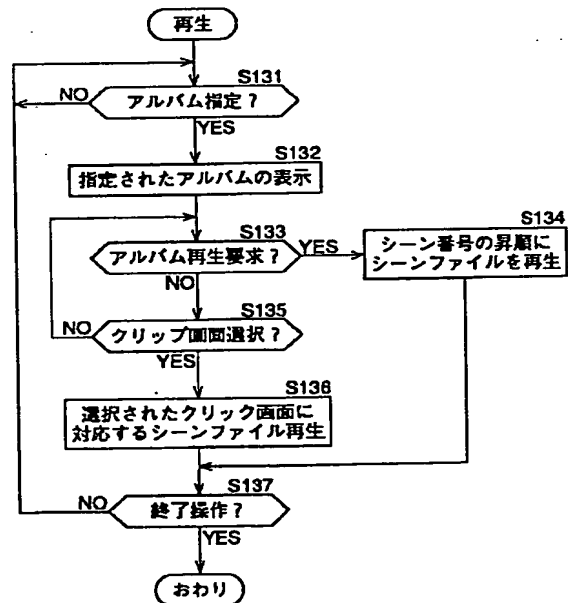 再生
S131
NO
アルバム指定？
YES
S132
指定されたアルバムの表示
S133
アルバム再生要求？
YES
S134
シーン番号の昇順に
シーンファイルを再生
NO
S135
NO
クリップ画面選択？
YES
S136
選択されたクリック画面に
対応するシーンファイル再生
S137
NO
終了操作？
YES
おわり